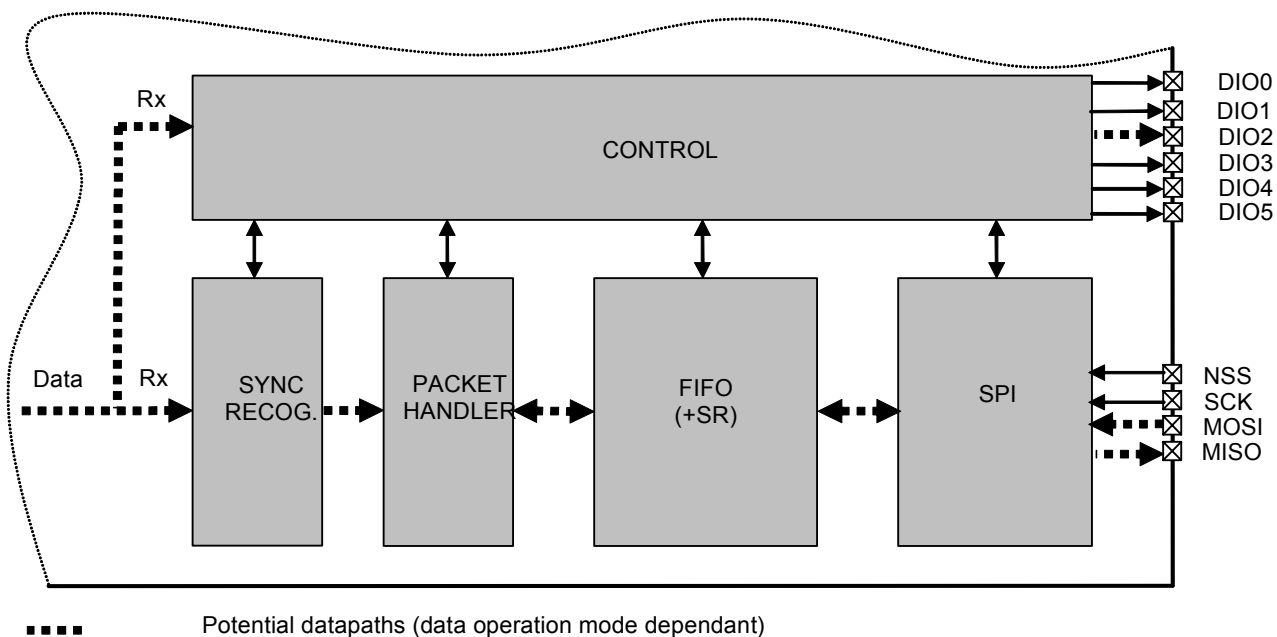 Rx
CONTROL
DIO0
DIO1
DIO2
DIO3
DIO4
DIO5
Data
Rx
SYNC
RECOG.
PACKET
HANDLER
FIFO
(+SR)
SPI
NSS
SCK
MOSI
MISO
Potential datapaths (data operation mode dependant)